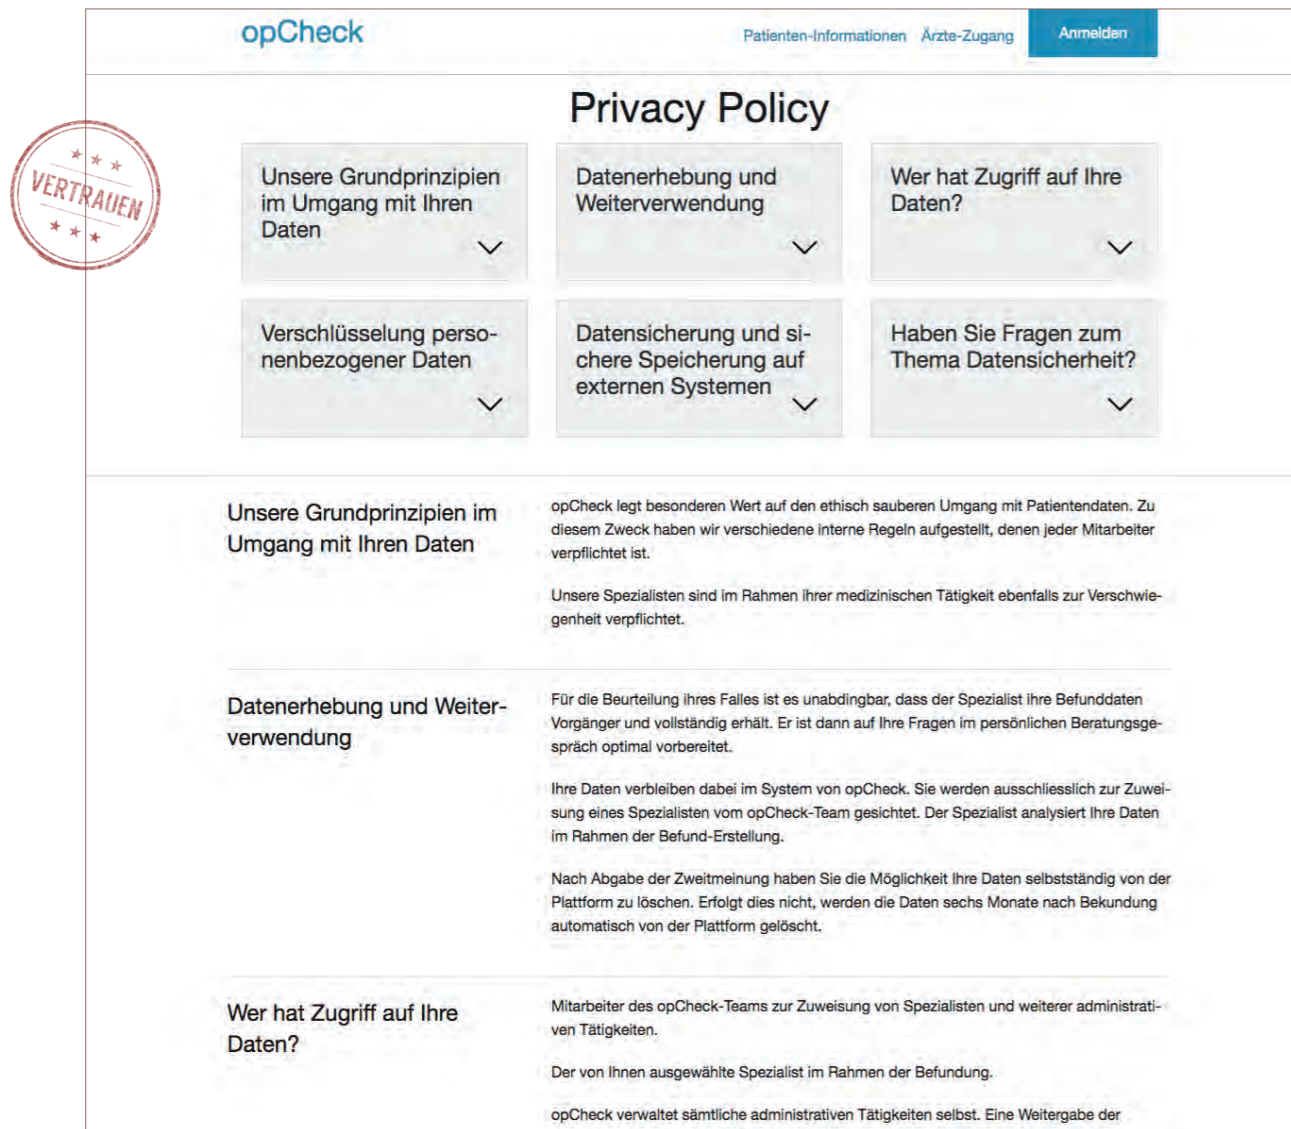 opCheck
Patienten-Informationen Ärzte-Zugang Anmelden
Privacy Policy
VERTRAUEN
Unsere Grundprinzipien
im Umgang mit Ihren
Daten
Datenerhebung und
Weiterverwendung
Wer hat Zugriff auf Ihre
Daten?
Verschlüsselung perso-
nenbezogener Daten
Datensicherung und si-
chere Speicherung auf
externen Systemen
Haben Sie Fragen zum
Thema Datensicherheit?
Unsere Grundprinzipien im
Umgang mit Ihren Daten
opCheck legt besonderen Wert auf den ethisch sauberen Umgang mit Patientendaten. Zu
diesem Zweck haben wir verschiedene interne Regeln aufgestellt, denen jeder Mitarbeiter
verpflichtet ist.
Unsere Spezialisten sind im Rahmen ihrer medizinischen Tätigkeit ebenfalls zur Verschwie-
genheit verpflichtet.
Datenerhebung und Weiter-
verwendung
Für die Beurteilung ihres Falles ist es unabdingbar, dass der Spezialist ihre Befunddaten
Vorgänger und vollständig erhält. Er ist dann auf Ihre Fragen im persönlichen Beratungsge-
spräch optimal vorbereitet.
Ihre Daten verbleiben dabei im System von opCheck. Sie werden ausschliesslich zur Zuwei-
sung eines Spezialisten vom opCheck-Team gesichtet. Der Spezialist analysiert Ihre Daten
im Rahmen der Befund-Erstellung.
Nach Abgabe der Zweitmeinung haben Sie die Möglichkeit Ihre Daten selbstständig von der
Plattform zu löschen. Erfolgt dies nicht, werden die Daten sechs Monate nach Bekundung
automatisch von der Plattform gelöscht.
Wer hat Zugriff auf Ihre
Daten?
Mitarbeiter des opCheck-Teams zur Zuweisung von Spezialisten und weiterer administrati-
ven Tätigkeiten.
Der von Ihnen ausgewählte Spezialist im Rahmen der Befundung.
opCheck verwaltet sämtliche administrativen Tätigkeiten selbst. Eine Weitergabe der